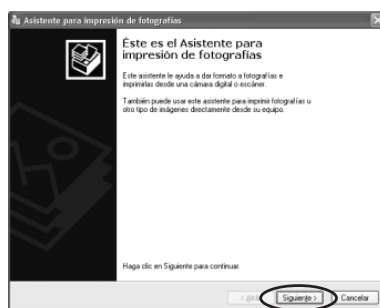 Asistente para impresión de fotografías
Éste es el Asistente para
impresión de fotografías
Este asistente le ayuda a dar formato a fotografías e
imprimirlas desde una cámara digital o escáner.
También puede usar este asistente para imprimir fotografías u
otro tipo de imágenes directamente desde su equipo.
Haga clic en Siguiente para continuar.
< Atrás Siguiente > Cancelar